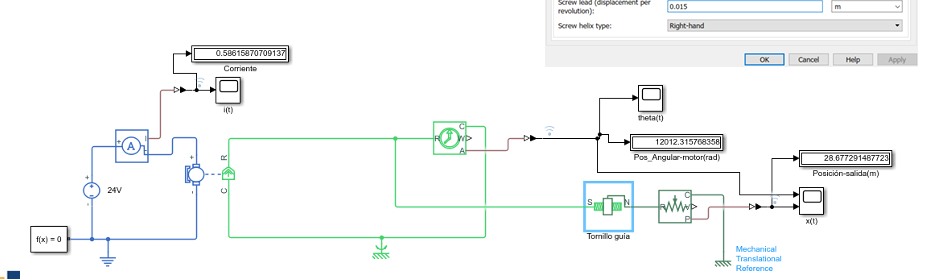 Screw lead (displacement per
revolution):
0.015
m
Screw helix type:
Right-hand
OK
Cancel
Help
Apply
0.58615870709137
Corriente
i(t)
A
I
+
-
24V
+
-
f(x) = 0
+
-
R
C
R
C
W
A
theta(t)
12012.315768358
Pos_Angular-motor(rad)
28.677291487723
Posición-salida(m)
x(t)
S
N
Tornillo guia
R
C
V
P
Mechanical
Translational
Reference